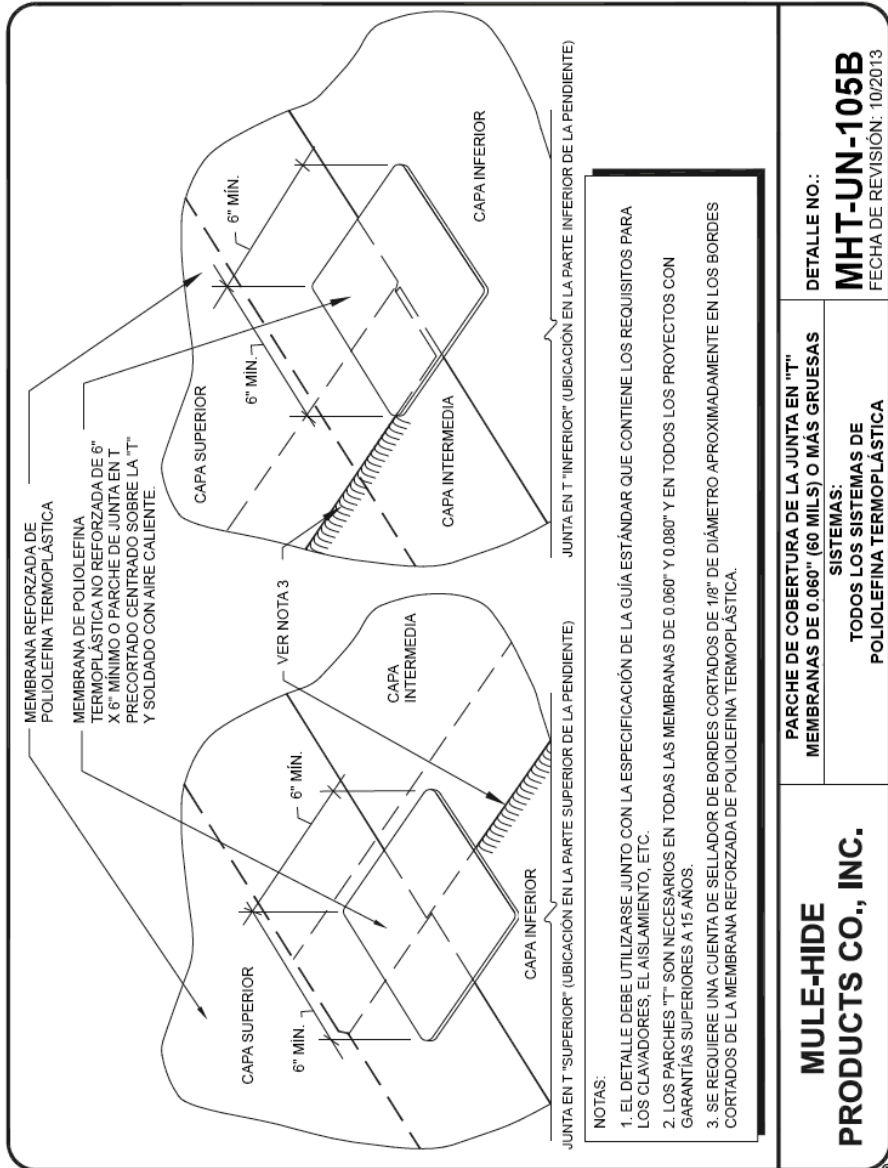 MEMBRANA REFORZADA DE
POLIOLEFINA TERMOPLÁSTICA
MEMBRANA DE POLIOLEFINA
TERMOPLÁSTICA NO REFORZADA DE 6"
X 6" MÍNIMO O PARCHE DE JUNTA EN T
PRECORTADO CENTRADO SOBRE LA "T"
Y SOLDADO CON AIRE CALIENTE.
VER NOTA 3
CAPA SUPERIOR
6" MÍN.
6" MÍN.
CAPA
INTERMEDIA
CAPA INFERIOR
JUNTA EN T "SUPERIOR" (UBICACIÓN EN LA PARTE SUPERIOR DE LA PENDIENTE)
CAPA SUPERIOR
6" MÍN.
6" MÍN.
CAPA INTERMEDIA
CAPA INFERIOR
JUNTA EN T "INFERIOR" (UBICACIÓN EN LA PARTE INFERIOR DE LA PENDIENTE)
NOTAS:
1. EL DETALLE DEBE UTILIZARSE JUNTO CON LA ESPECIFICACIÓN DE LA GUÍA ESTÁNDAR QUE CONTIENE LOS REQUISITOS PARA
LOS CLAVADORES, EL AISLAMIENTO, ETC.
2. LOS PARCHES "T" SON NECESARIOS EN TODAS LAS MEMBRANAS DE 0.060" Y 0.080" Y EN TODOS LOS PROYECTOS CON
GARANTÍAS SUPERIORES A 15 AÑOS.
3. SE REQUIERE UNA CUENTA DE SELLADOR DE BORDES CORTADOS DE 1/8" DE DIÁMETRO APROXIMADAMENTE EN LOS BORDES
CORTADOS DE LA MEMBRANA REFORZADA DE POLIOLEFINA TERMOPLÁSTICA.
MULE-HIDE
PRODUCTS CO., INC.
PARCHE DE COBERTURA DE LA JUNTA EN "T"
MEMBRANAS DE 0.060" (60 MILS) O MÁS GRUESAS
SISTEMAS:
TODOS LOS SISTEMAS DE
POLIOLEFINA TERMOPLÁSTICA
DETALLE NO.:
MHT-UN-105B
FECHA DE REVISIÓN: 10/2013